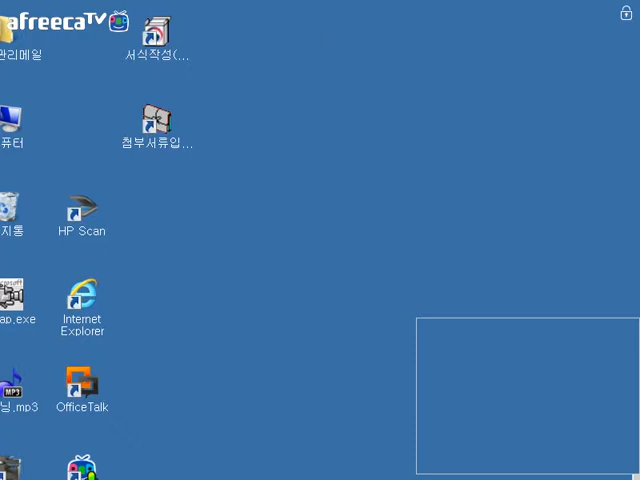 afreecaTV
관리메일
서식작성(...
퓨터
첨부서류입...
지통
HP Scan
ap.exe
Internet
Explorer
닝.mp3
MP3
OfficeTalk